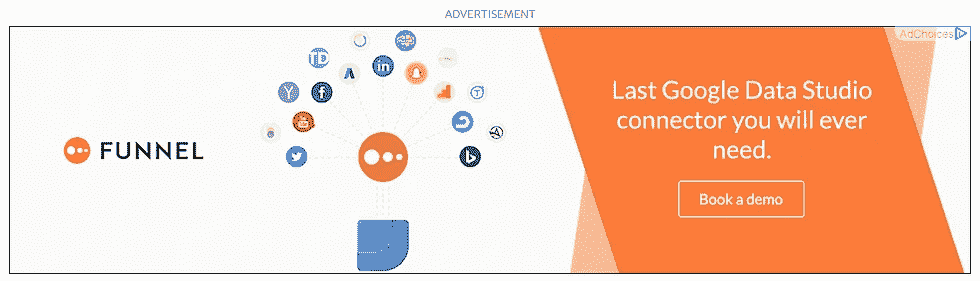 ADVERTISEMENT
AdChoices
FUNNEL
Last Google Data Studio
connector you will ever
need.
Book a demo